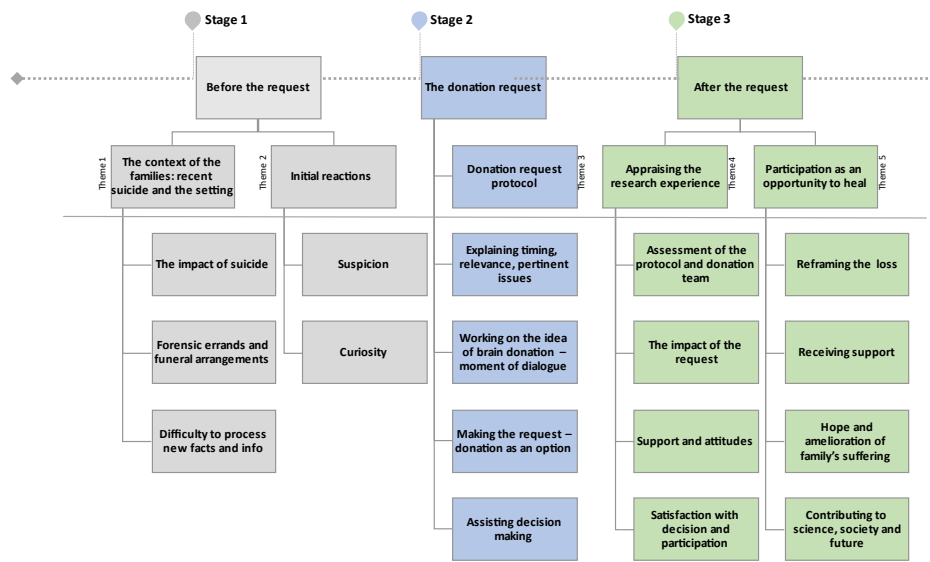 Stage 1
Stage 2
Stage 3
Before the request
The donation request
After the request
Theme 1
The context of the
families: recent
suicide and the setting
Theme 2
Initial reactions
Donation request
protocol
Theme 3
Appraising the
research experience
Theme 4
Participation as an
opportunity to heal
Theme 5
The impact of suicide
Suspicion
Explaining timing,
relevance, pertinent
issues
Assessment of the
protocol and donation
team
Reframing the loss
Forensic errands and
funeral arrangements
Curiosity
Working on the idea
of brain donation –
moment of dialogue
The impact of the
request
Receiving support
Difficulty to process
new facts and info
Making the request –
donation as an option
Support and attitudes
Hope and
amelioration of
family's suffering
Assisting decision
making
Satisfaction with
decision and
participation
Contributing to
science, society and
future